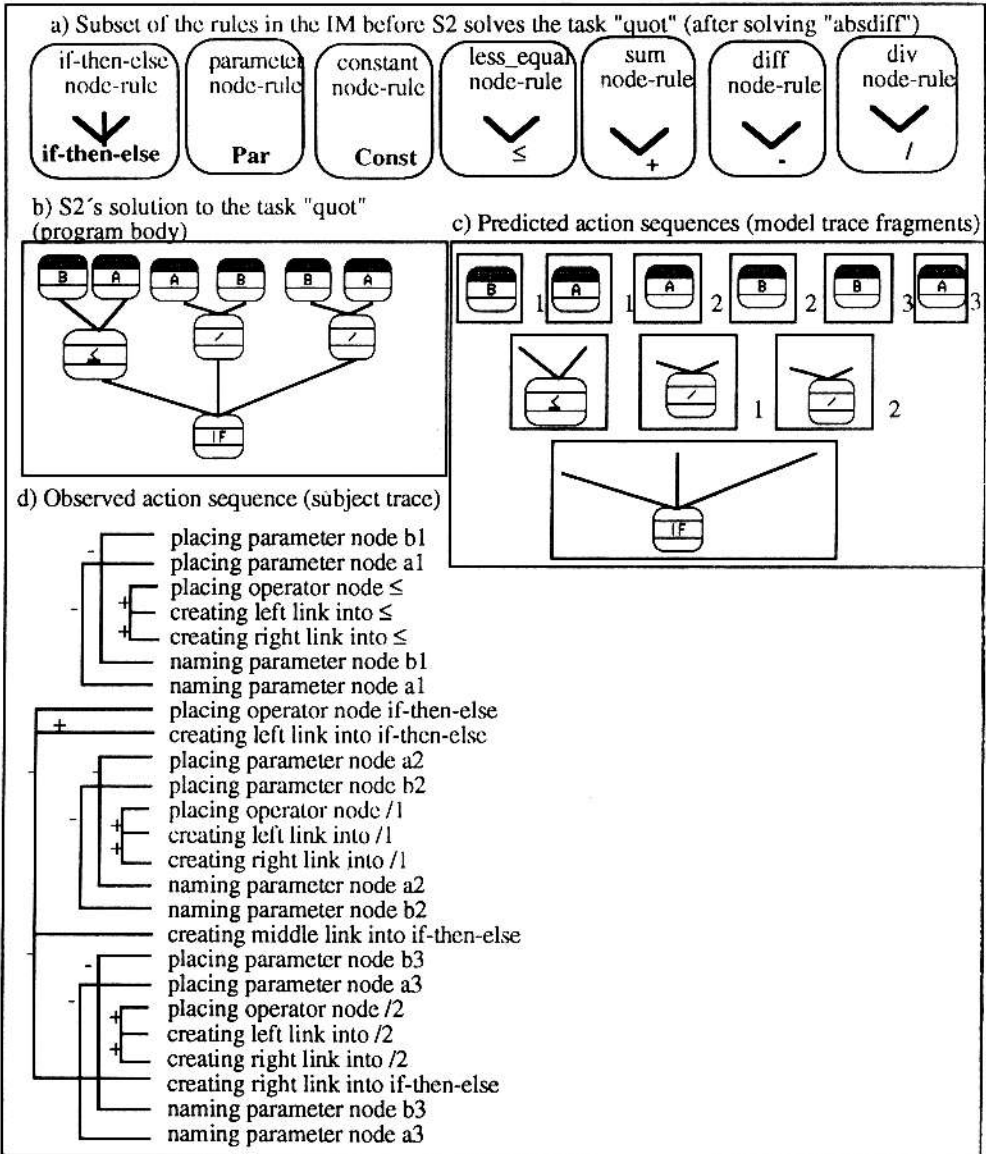 a) Subset of the rules in the IM before S2 solves the task "quot" (after solving "absdiff")
if-then-else parameter constant less_equal sum diff div
node-rule node-rule node-rule node-rule node-rule node-rule node-rule
if-then-else Par Const ≤ + - /
b) S2´s solution to the task "quot"
(program body)
B A A B B A
≤ / /
IF
c) Predicted action sequences (model trace fragments)
B 1 A 1 A 2 B 2 B 3 A 3
≤ / 1 / 2
IF
d) Observed action sequence (subject trace)
placing parameter node b1
-
placing parameter node a1
placing operator node ≤
+
- creating left link into ≤
+
creating right link into ≤
naming parameter node b1
naming parameter node a1
placing operator node if-then-else
+
creating left link into if-then-else
- - placing parameter node a2
placing parameter node b2
- placing operator node /1
+
creating left link into /1
+
creating right link into /1
naming parameter node a2
naming parameter node b2
creating middle link into if-then-else
- - placing parameter node b3
- placing parameter node a3
+ placing operator node /2
creating left link into /2
+
creating right link into /2
creating right link into if-then-else
naming parameter node b3
naming parameter node a3